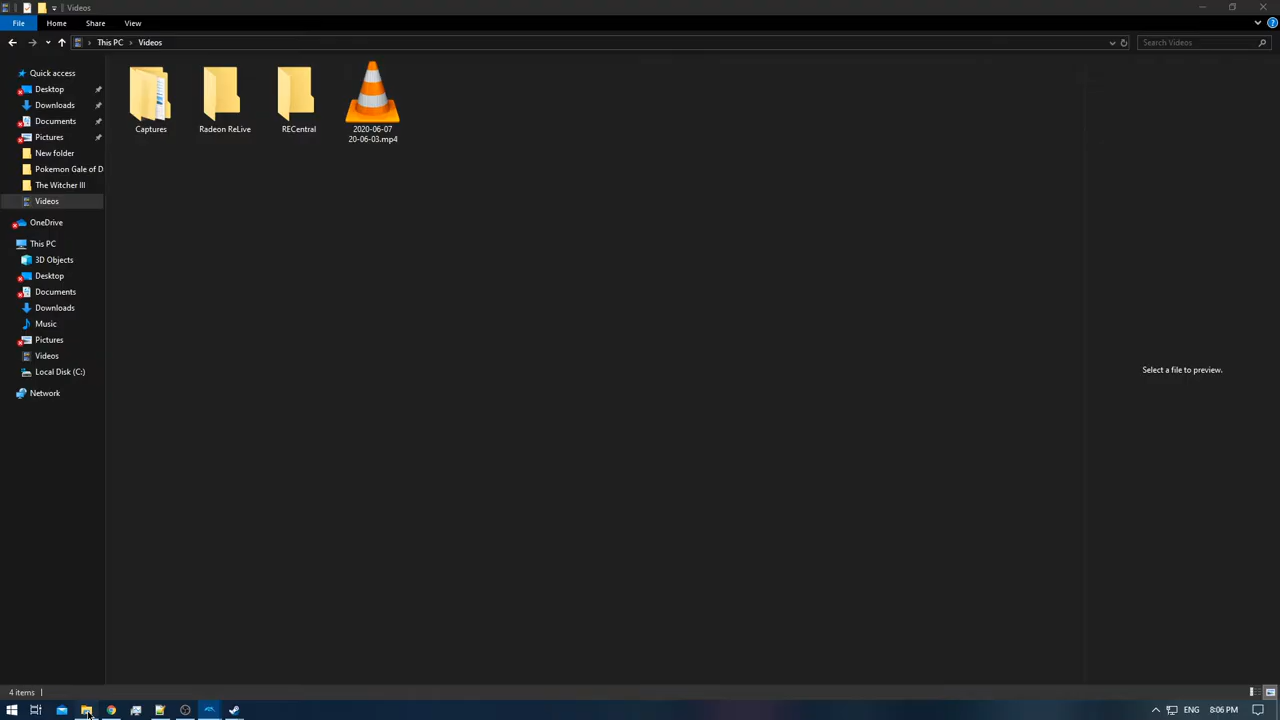 Videos
File Home Share View
This PC Videos Search Videos
Quick access
Desktop
Downloads
Documents
Pictures
New folder
Pokemon Gale of D
The Witcher III
Videos
OneDrive
This PC
3D Objects
Desktop
Documents
Downloads
Music
Pictures
Videos
Local Disk (C:)
Network
Captures
Radeon ReLive
RECentral
2020-06-07
20-06-03.mp4
Select a file to preview.
4 items
ENG 8:06 PM